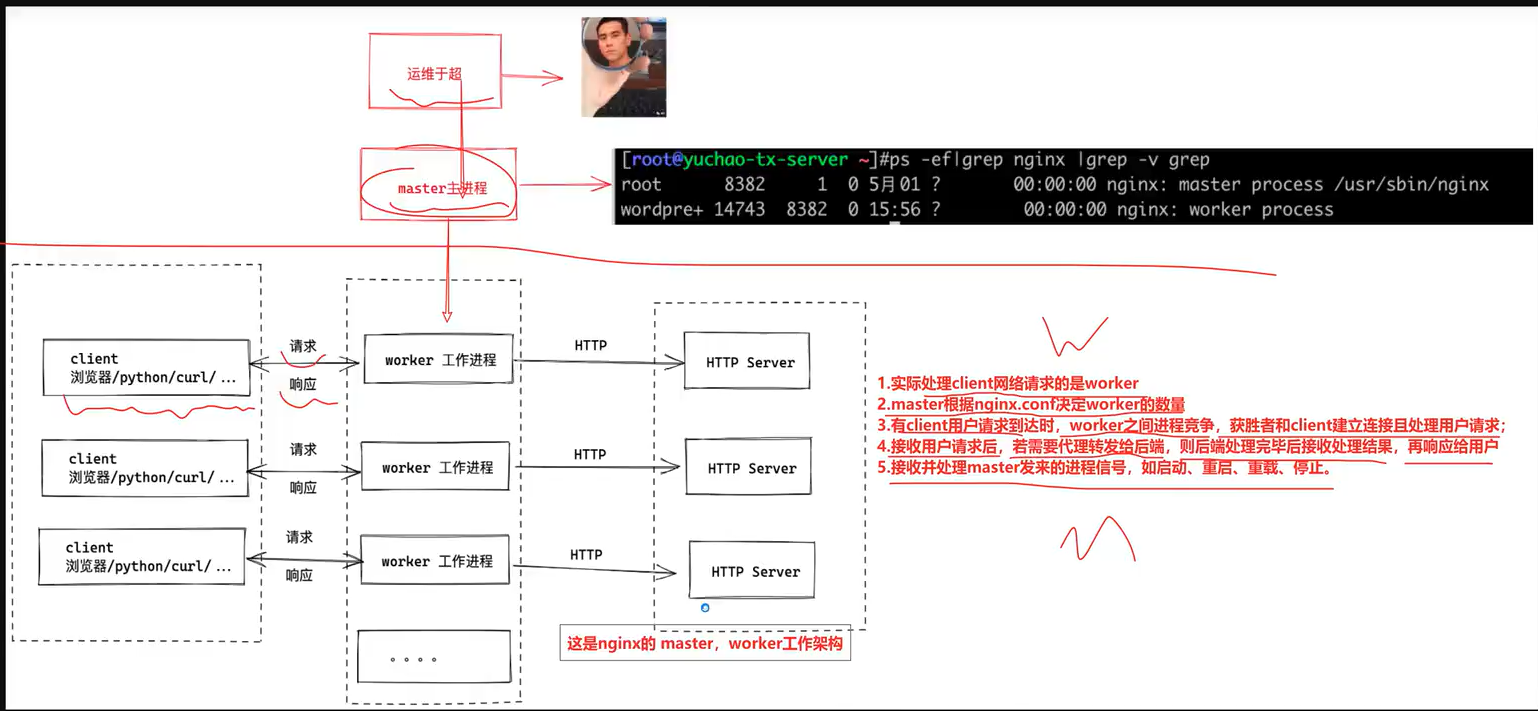 运维于超
master主进程
[root@yuchao-tx-server ~]#ps -ef|grep nginx |grep -v grep
root 8382 1 0 5月01 ? 00:00:00 nginx: master process /usr/sbin/nginx
wordpre+ 14743 8382 0 15:56 ? 00:00:00 nginx: worker process
client
浏览器/python/curl/...
请求
响应
worker 工作进程
HTTP
HTTP Server
client
浏览器/python/curl/...
请求
响应
worker 工作进程
HTTP
HTTP Server
client
浏览器/python/curl/...
请求
响应
worker 工作进程
HTTP
HTTP Server
。。。。
1.实际处理client网络请求的是worker
2.master根据nginx.conf决定worker的数量
3.有client用户请求到达时，worker之间进程竞争，获胜者和client建立连接且处理用户请求；
4.接收用户请求后，若需要代理转发给后端，则后端处理完毕后接收处理结果，再响应给用户
5.接收并处理master发来的进程信号，如启动、重启、重载、停止。
这是nginx的 master，worker工作架构